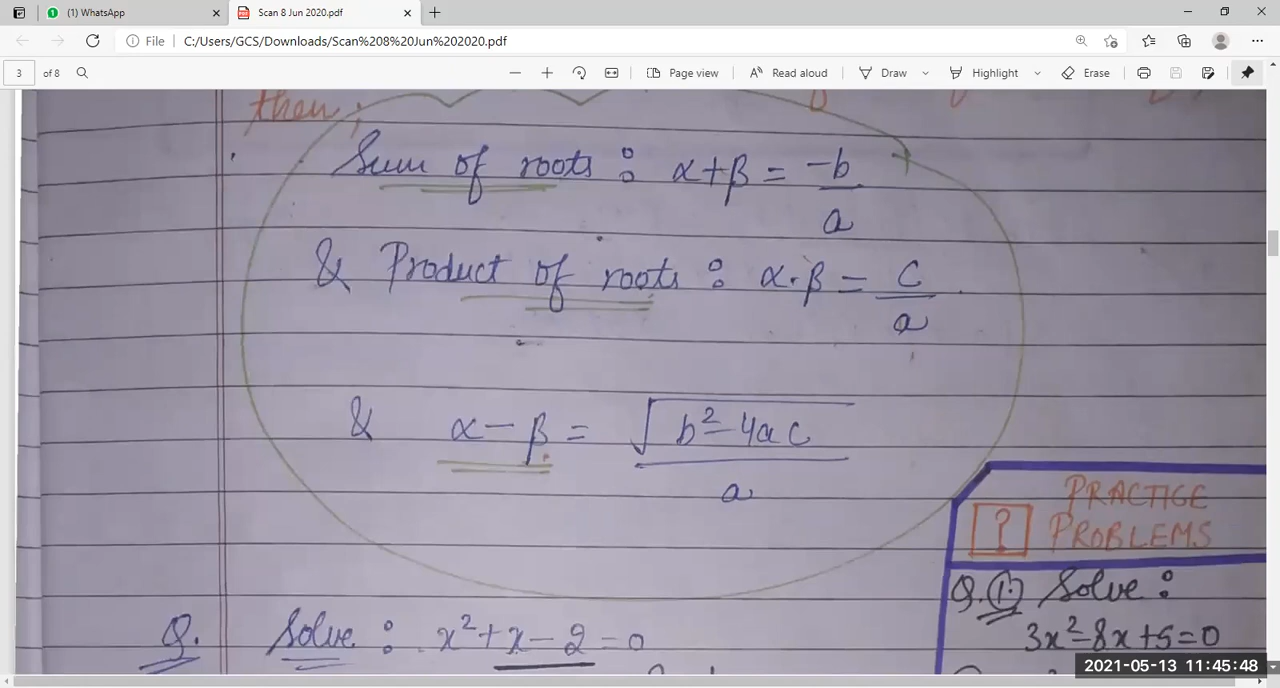 (1) WhatsApp
Scan 8 Jun 2020.pdf
File
C:/Users/GCS/Downloads/Scan%208%20Jun%202020.pdf
3 of 8
Page view
Read aloud
Draw
Highlight
Erase
then,
Sum of roots : α+β = -b/a
& Product of roots : α.β = c/a
& α-β = √(b²-4ac)/a
Q. Solve : x²+x-2=0
PRACTICE
? PROBLEMS
Q.① Solve :
3x²-8x+5=0
2021-05-13 11:45:48